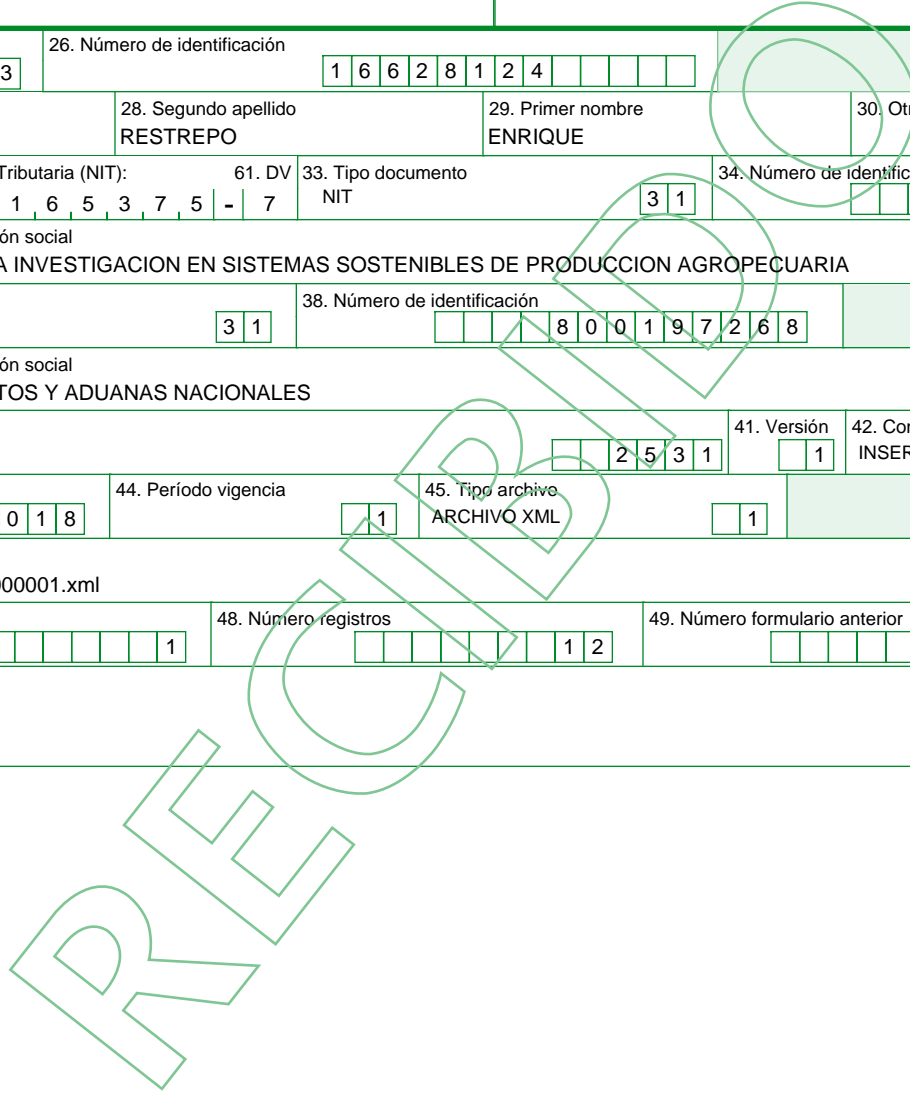 26. Número de identificación
3 1 6 6 2 8 1 2 4
28. Segundo apellido 29. Primer nombre 30. Otr
RESTREPO ENRIQUE
Tributaria (NIT): 61. DV 33. Tipo documento 34. Número de identific
1 6 5 3 7 5 - 7 NIT 3 1
ón social
A INVESTIGACION EN SISTEMAS SOSTENIBLES DE PRODUCCION AGROPECUARIA
38. Número de identificación
3 1 8 0 0 1 9 7 2 6 8
ón social
TOS Y ADUANAS NACIONALES
41. Versión 42. Con
2 5 3 1 1 INSER
44. Período vigencia 45. Tipo archivo
0 1 8 1 ARCHIVO XML 1
000001.xml
48. Número registros 49. Número formulario anterior
1 1 2
RECIBIDO